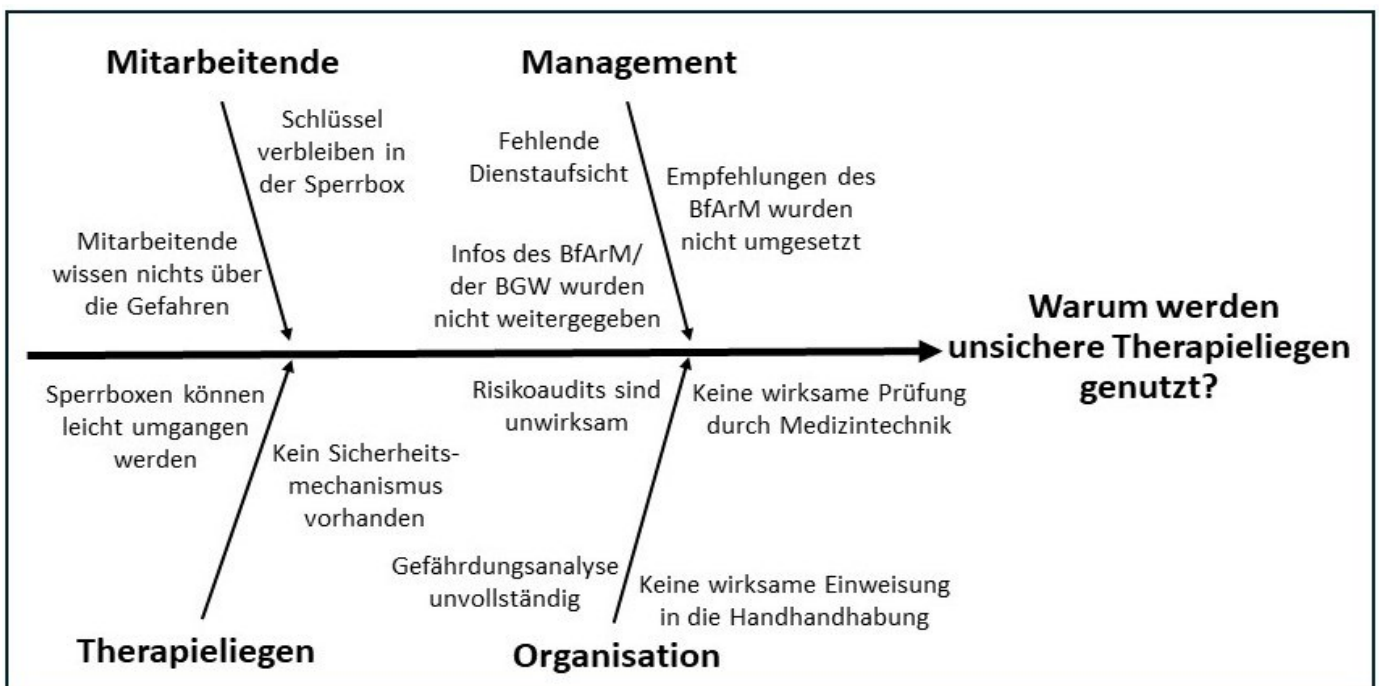 Mitarbeitende
Schlüssel
verbleiben in
der Sperrbox
Mitarbeitende
wissen nichts über
die Gefahren
Management
Fehlende
Dienstaufsicht
Empfehlungen des
BfArM wurden
nicht umgesetzt
Infos des BfArM/
der BGW wurden
nicht weitergegeben
Warum werden
unsichere Therapieliegen
genutzt?
Sperrboxen können
leicht umgangen
werden
Kein Sicherheits-
mechanismus
vorhanden
Therapieliegen
Risikoaudits sind
unwirksam
Keine wirksame Prüfung
durch Medizintechnik
Gefährdungsanalyse
unvollständig
Keine wirksame Einweisung
in die Handhandhabung
Organisation